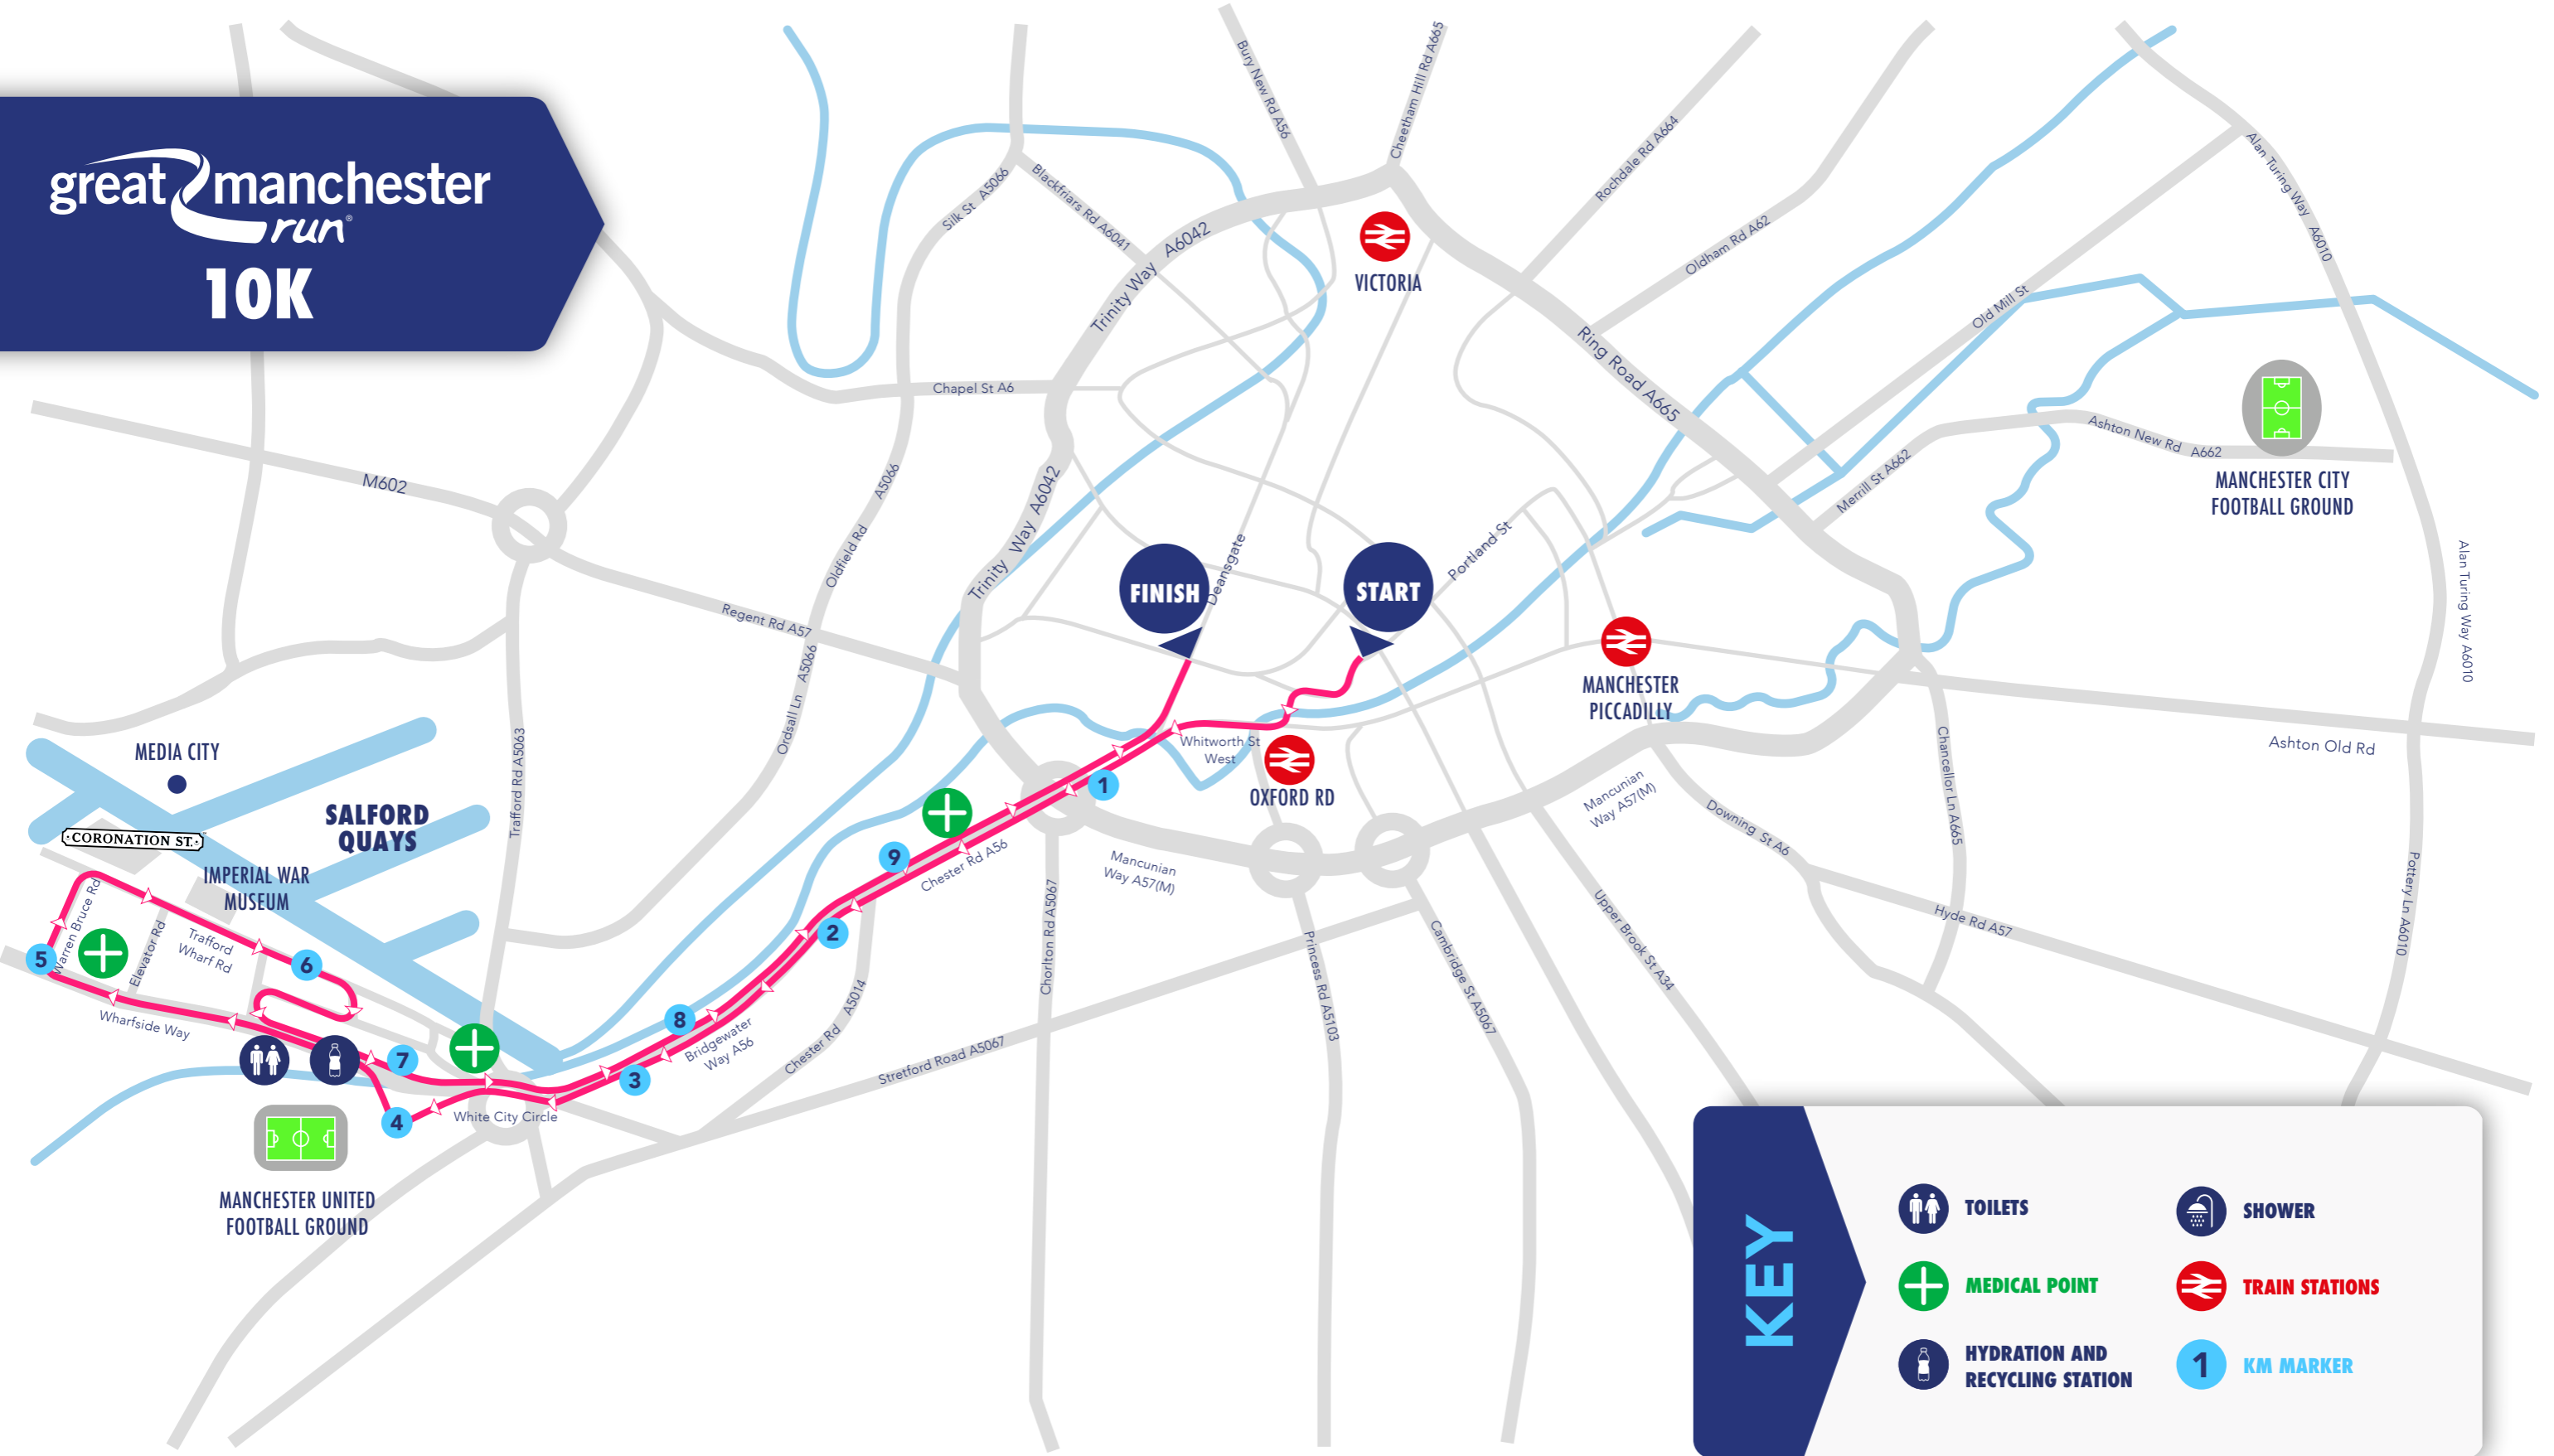 great manchester
run®
10K
Bury New Rd A56
Cheetham Hill Rd A665
Rochdale Rd A664
Oldham Rd A62
Alan Turing Way A6010
Silk St A5066
Blackfriars Rd A6041
Trinity Way A6042
VICTORIA
Ring Road A665
Old Mill St
Chapel St A6
M602
A5066
Oldfield Rd
Trinity Way A6042
Merrill St A662
Ashton New Rd A662
MANCHESTER CITY
FOOTBALL GROUND
Alan Turing Way A6010
FINISH
Deansgate
START
Portland St
Regent Rd A57
Ordsall Ln A5066
MANCHESTER
PICCADILLY
Whitworth St
West
OXFORD RD
Ashton Old Rd
Chancellor Ln A665
Mancunian
Way A57(M)
Downing St A6
MEDIA CITY
SALFORD
QUAYS
Trafford Rd A5063
CORONATION ST.
IMPERIAL WAR
MUSEUM
1
9
Chester Rd A56
Mancunian
Way A57(M)
Pottery Ln A6010
Hyde Rd A57
Upper Brook St A34
Cambridge St A5067
Princess Rd A5103
Chorlton Rd A5067
Warren Bruce Rd
Elevator Rd
Trafford
Wharf Rd
5
6
2
8
Bridgewater
Way A56
Chester Rd A5014
Stretford Road A5067
Wharfside Way
7
3
4
White City Circle
MANCHESTER UNITED
FOOTBALL GROUND
KEY
TOILETS
SHOWER
MEDICAL POINT
TRAIN STATIONS
HYDRATION AND
RECYCLING STATION
1
KM MARKER